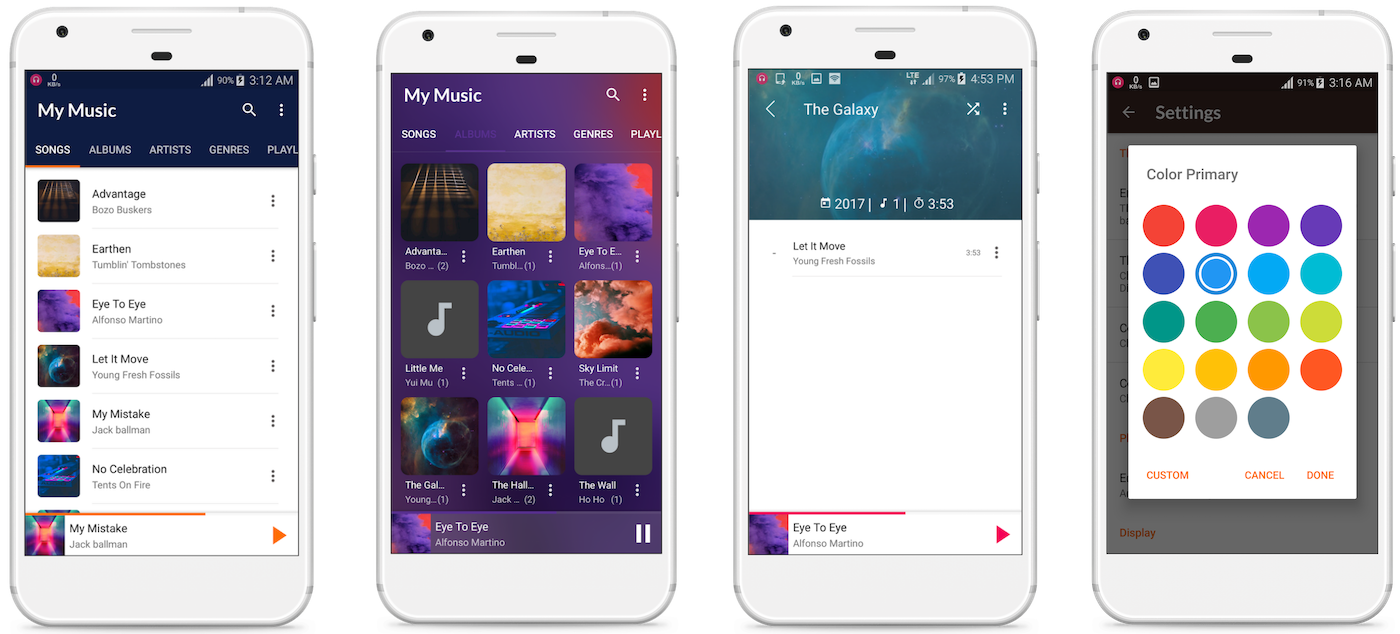 0
KB/s
90%
3:12 AM
My Music
SONGS ALBUMS ARTISTS GENRES PLAYL
Advantage
Bozo Buskers
Earthen
Tumblin' Tombstones
Eye To Eye
Alfonso Martino
Let It Move
Young Fresh Fossils
My Mistake
Jack ballman
No Celebration
Tents On Fire
My Mistake
Jack ballman
My Music
SONGS ALBUMS ARTISTS GENRES PLAYL
Advanta...
Bozo ... (2)
Earthen
Tumbl... (1)
Eye To E...
Alfons... (1)
Little Me
Yui Mu (1)
No Cele...
Tents ... (1)
Sky Limit
The Cr... (1)
The Gal...
Young... (1)
The Hall...
Jack ... (2)
The Wall
Ho Ho (1)
Eye To Eye
Alfonso Martino
0
KB/s
LTE
97%
4:53 PM
The Galaxy
2017 | 1 | 3:53
- Let It Move
Young Fresh Fossils
3:53
Eye To Eye
Alfonso Martino
0
KB/s
91%
3:16 AM
Settings
Color Primary
CUSTOM CANCEL DONE
Display